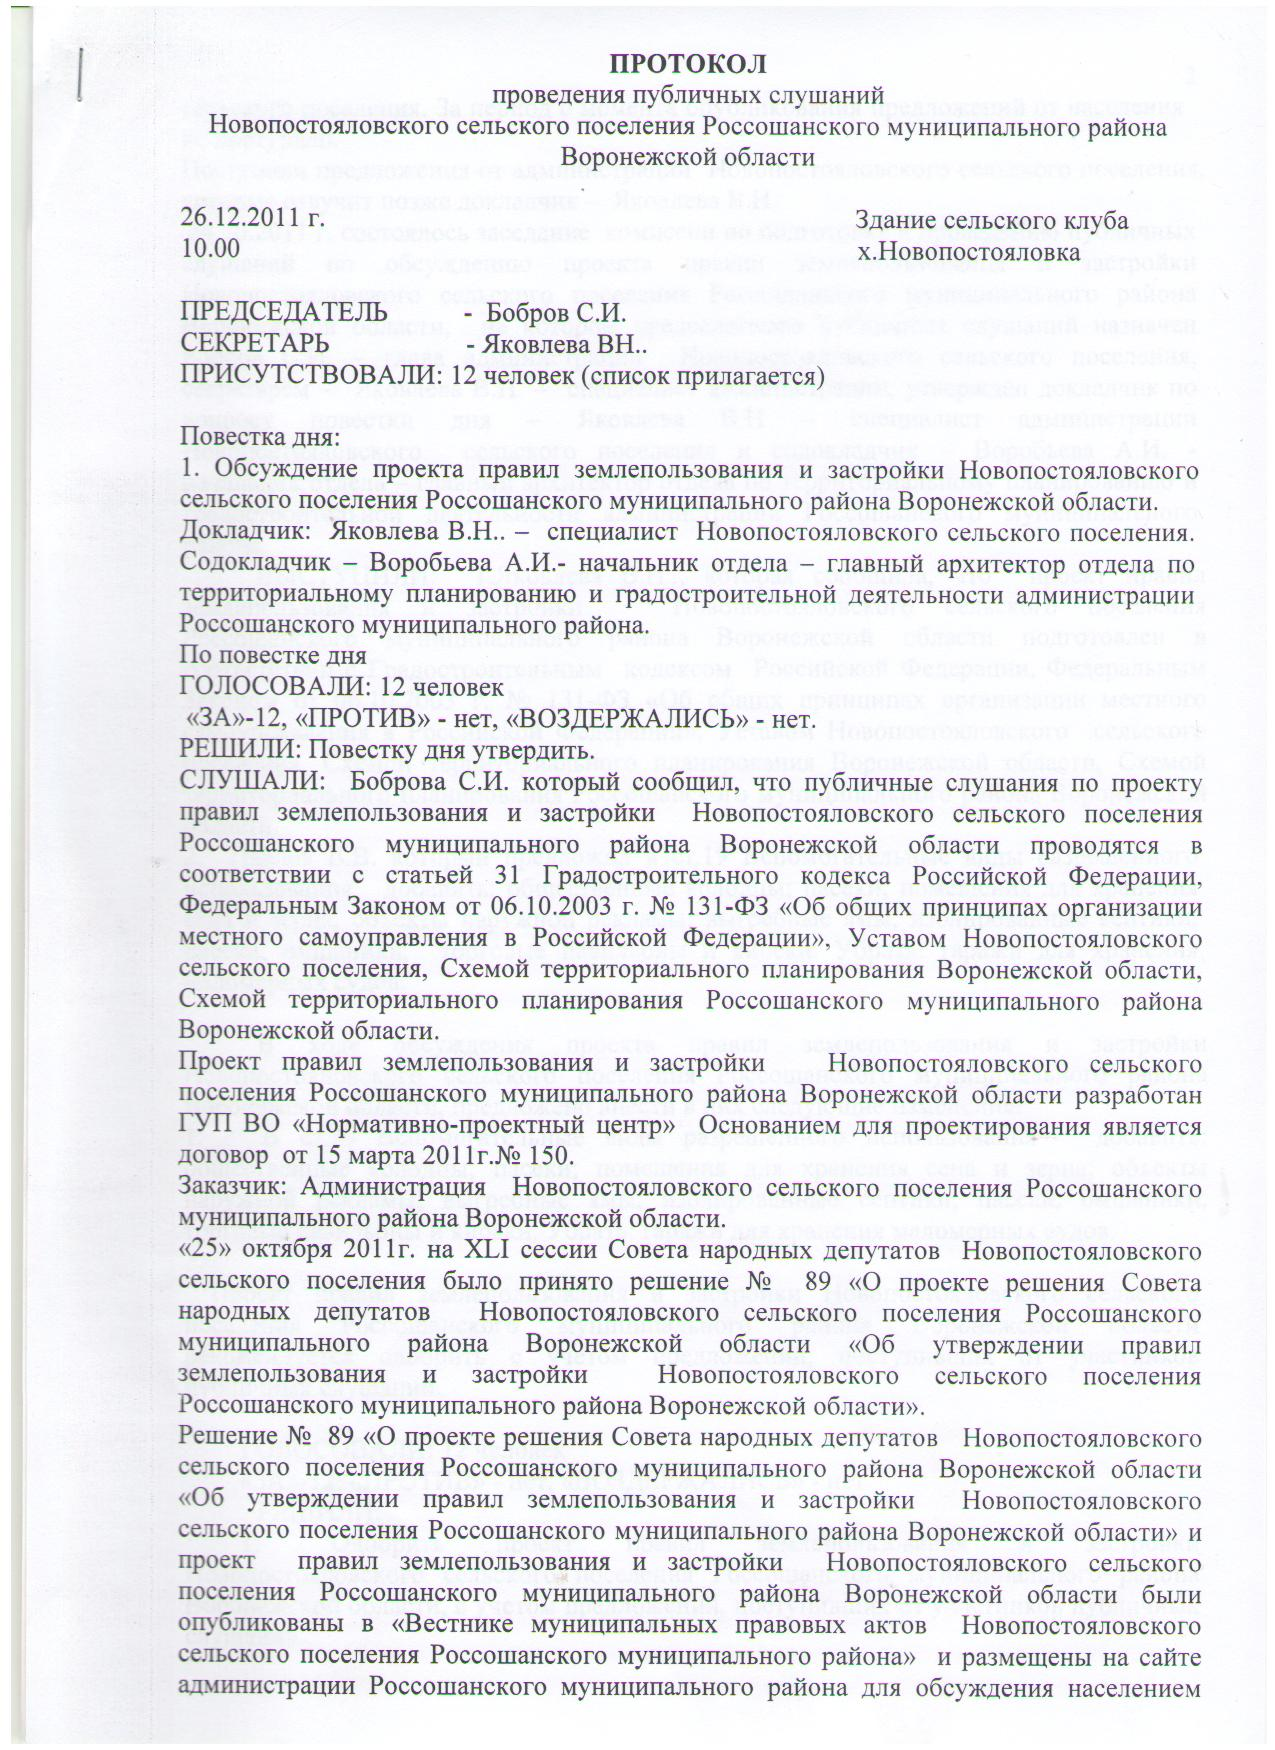 ПРОТОКОЛ
проведения публичных слушаний
Новопостояловского сельского поселения Россошанского муниципального района
Воронежской области
26.12.2011 г. Здание сельского клуба
10.00 х.Новопостояловка
ПРЕДСЕДАТЕЛЬ - Бобров С.И.
СЕКРЕТАРЬ - Яковлева ВН..
ПРИСУТСТВОВАЛИ: 12 человек (список прилагается)
Повестка дня:
1. Обсуждение проекта правил землепользования и застройки Новопостояловского
сельского поселения Россошанского муниципального района Воронежской области.
Докладчик: Яковлева В.Н.. – специалист Новопостояловского сельского поселения.
Содокладчик – Воробьева А.И.- начальник отдела – главный архитектор отдела по
территориальному планированию и градостроительной деятельности администрации
Россошанского муниципального района.
По повестке дня
ГОЛОСОВАЛИ: 12 человек
«ЗА»-12, «ПРОТИВ» - нет, «ВОЗДЕРЖАЛИСЬ» - нет.
РЕШИЛИ: Повестку дня утвердить.
СЛУШАЛИ: Боброва С.И. который сообщил, что публичные слушания по проекту
правил землепользования и застройки Новопостояловского сельского поселения
Россошанского муниципального района Воронежской области проводятся в
соответствии с статьей 31 Градостроительного кодекса Российской Федерации,
Федеральным Законом от 06.10.2003 г. № 131-ФЗ «Об общих принципах организации
местного самоуправления в Российской Федерации», Уставом Новопостояловского
сельского поселения, Схемой территориального планирования Воронежской области,
Схемой территориального планирования Россошанского муниципального района
Воронежской области.
Проект правил землепользования и застройки Новопостояловского сельского
поселения Россошанского муниципального района Воронежской области разработан
ГУП ВО «Нормативно-проектный центр» Основанием для проектирования является
договор от 15 марта 2011г.№ 150.
Заказчик: Администрация Новопостояловского сельского поселения Россошанского
муниципального района Воронежской области.
«25» октября 2011г. на XLI сессии Совета народных депутатов Новопостояловского
сельского поселения было принято решение № 89 «О проекте решения Совета
народных депутатов Новопостояловского сельского поселения Россошанского
муниципального района Воронежской области «Об утверждении правил
землепользования и застройки Новопостояловского сельского поселения
Россошанского муниципального района Воронежской области».
Решение № 89 «О проекте решения Совета народных депутатов Новопостояловского
сельского поселения Россошанского муниципального района Воронежской области
«Об утверждении правил землепользования и застройки Новопостояловского
сельского поселения Россошанского муниципального района Воронежской области» и
проект правил землепользования и застройки Новопостояловского сельского
поселения Россошанского муниципального района Воронежской области были
опубликованы в «Вестнике муниципальных правовых актов Новопостояловского
сельского поселения Россошанского муниципального района» и размещены на сайте
администрации Россошанского муниципального района для обсуждения населением